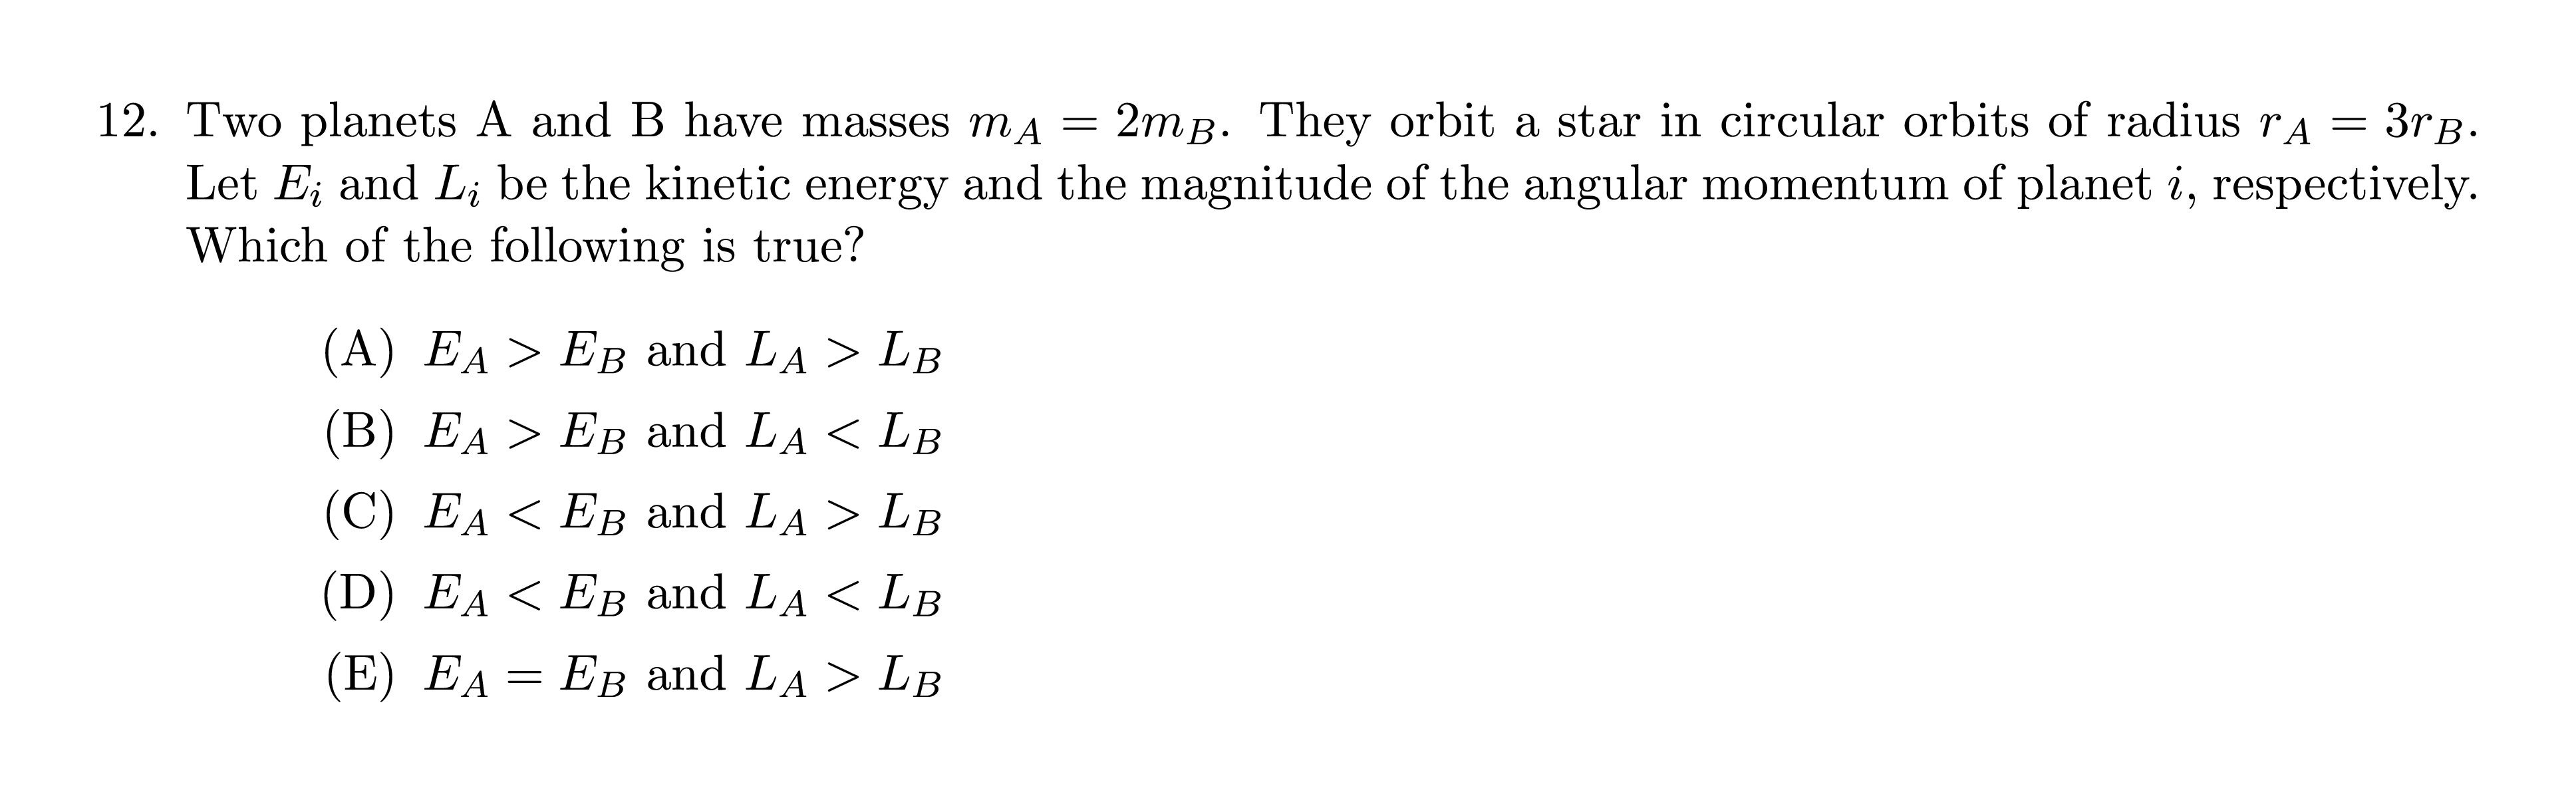 12. Two planets A and B have masses $m_A = 2m_B$. They orbit a star in circular orbits of radius $r_A = 3r_B$.
Let $E_i$ and $L_i$ be the kinetic energy and the magnitude of the angular momentum of planet $i$, respectively.
Which of the following is true?
(A) $E_A > E_B$ and $L_A > L_B$
(B) $E_A > E_B$ and $L_A < L_B$
(C) $E_A < E_B$ and $L_A > L_B$
(D) $E_A < E_B$ and $L_A < L_B$
(E) $E_A = E_B$ and $L_A > L_B$